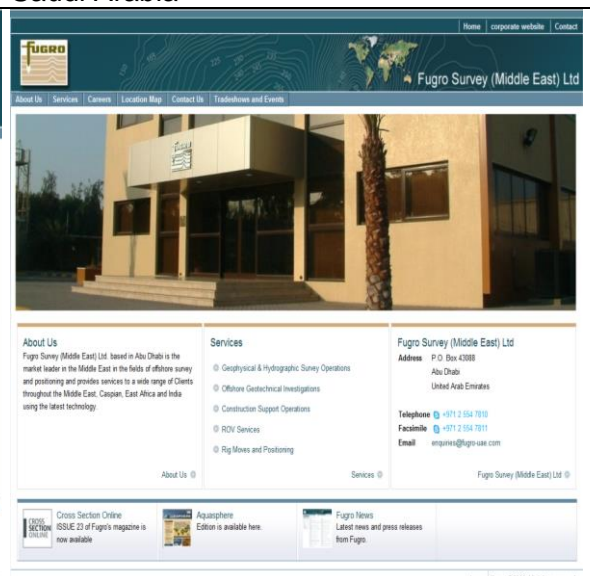 Saudi Arabia
Home corporate website Contact
FUGRO
Fugro Survey (Middle East) Ltd
About Us Services Careers Location Map Contact Us Tradeshows and Events
FUGRO
About Us
Fugro Survey (Middle East) Ltd. based in Abu Dhabi is the
market leader in the Middle East in the fields of offshore survey
and positioning and provides services to a wide range of Clients
throughout the Middle East, Caspian, East Africa and India
using the latest technology.
About Us
Services
Geophysical & Hydrographic Survey Operations
Offshore Geotechnical Investigations
Construction Support Operations
ROV Services
Rig Moves and Positioning
Services
Fugro Survey (Middle East) Ltd
Address P.O. Box 43088
Abu Dhabi
United Arab Emirates
Telephone +971 2 554 7810
Facsimile +971 2 554 7811
Email enquiries@fugro-uae.com
Fugro Survey (Middle East) Ltd
CROSS
SECTION
ONLINE
Cross Section Online
ISSUE 23 of Fugro's magazine is
now available
Aquasphere
Edition is available here.
Fugro News
Latest news and press releases
from Fugro.